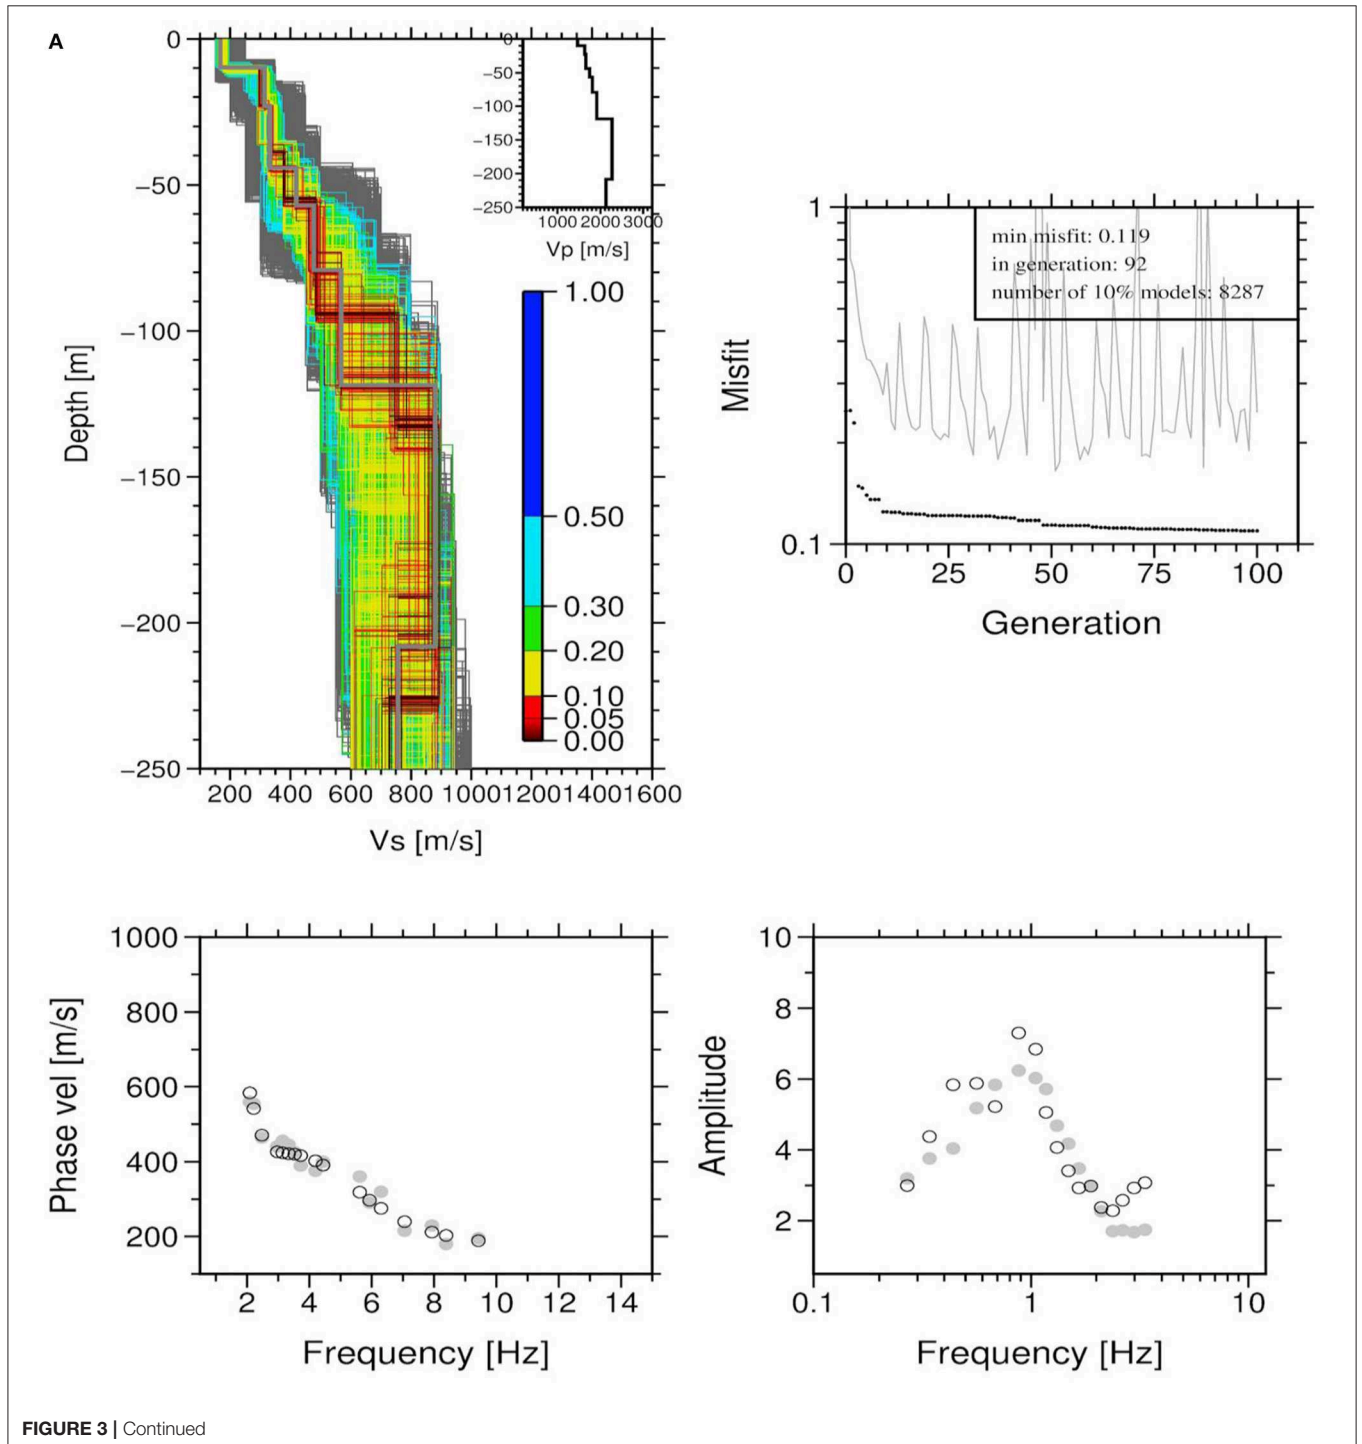 A
0
−50
−100
−150
−200
−250
Depth [m]
200 400 600 800 1000 1200 1400 1600
Vs [m/s]
0
−50
−100
−150
−200
−250
1000 2000 3000
Vp [m/s]
1.00
0.50
0.30
0.20
0.10
0.05
0.00
1
0.1
Misfit
min misfit: 0.119
in generation: 92
number of 10% models: 8287
0 25 50 75 100
Generation
1000
800
600
400
200
Phase vel [m/s]
2 4 6 8 10 12 14
Frequency [Hz]
10
8
6
4
2
Amplitude
0.1 1 10
Frequency [Hz]
FIGURE 3 | Continued